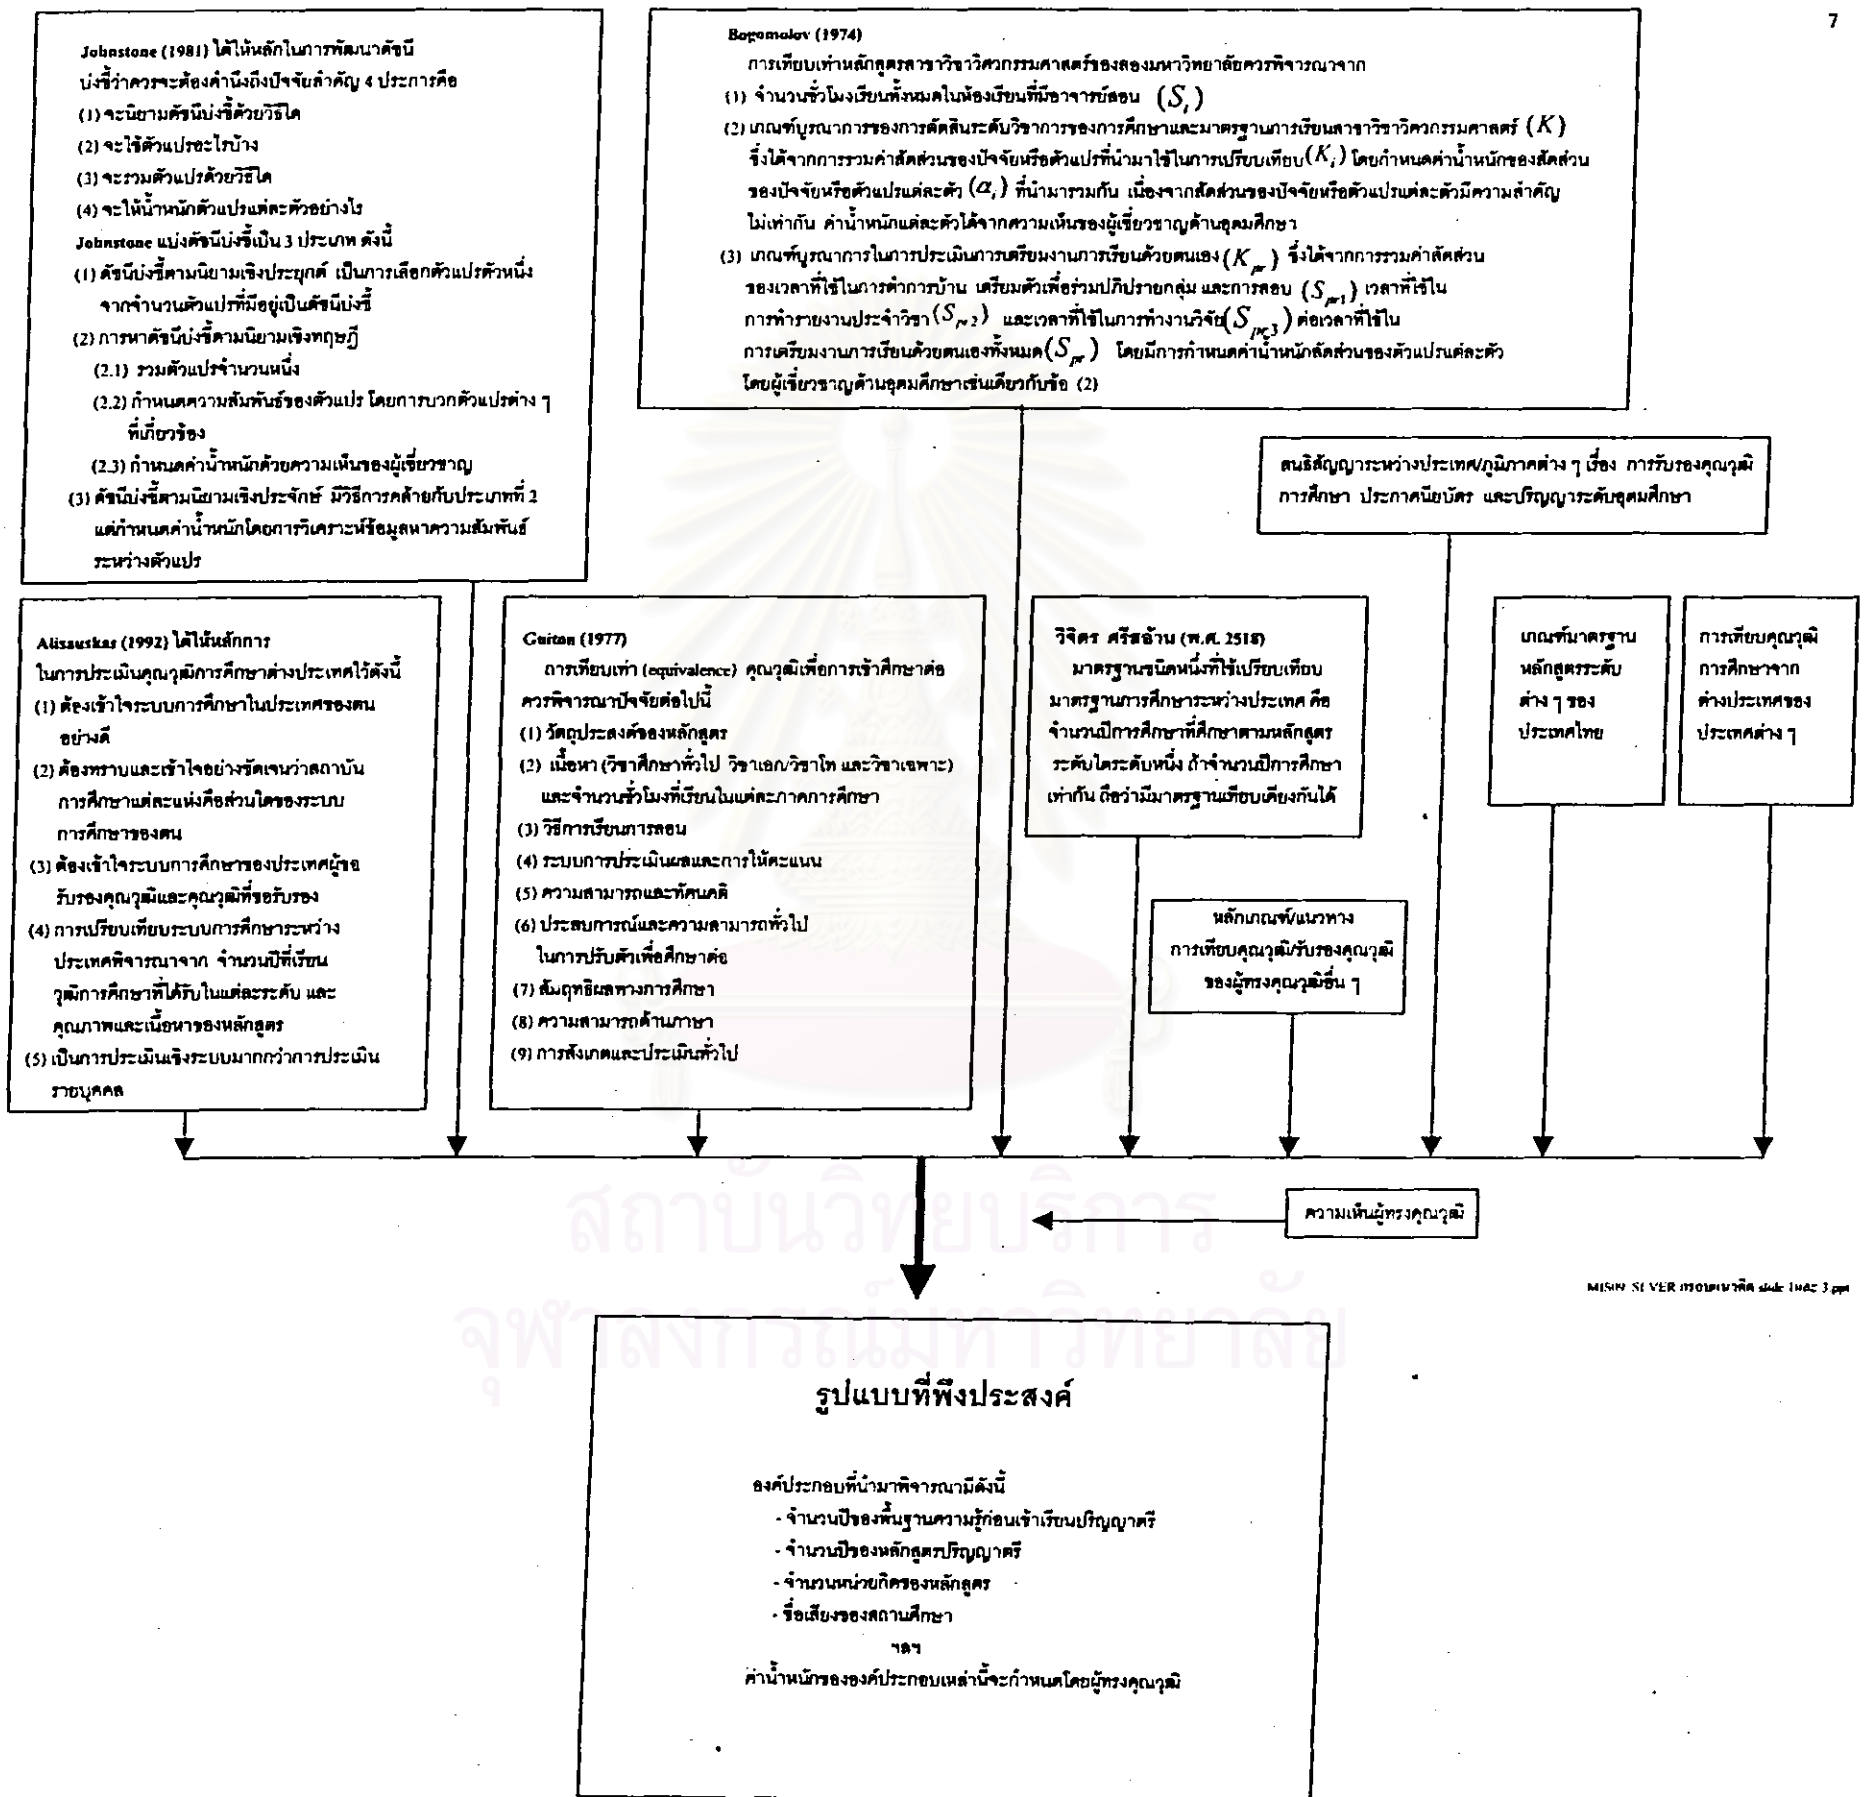 7
Johnstone (1981) ได้ให้หลักในการพัฒนาดัชนี
บ่งชี้ว่าควรจะต้องคำนึงถึงปัจจัยสำคัญ 4 ประการคือ
(1) จะนิยามดัชนีบ่งชี้ด้วยวิธีใด
(2) จะใช้ตัวแปรอะไรบ้าง
(3) จะรวมตัวแปรด้วยวิธีใด
(4) จะให้น้ำหนักตัวแปรแต่ละตัวอย่างไร
Johnstone แบ่งดัชนีบ่งชี้เป็น 3 ประเภท ดังนี้
(1) ดัชนีบ่งชี้ตามนิยามเชิงประยุกต์ เป็นการเลือกตัวแปรตัวหนึ่ง
จากจำนวนตัวแปรที่มีอยู่เป็นดัชนีบ่งชี้
(2) การหาดัชนีบ่งชี้ตามนิยามเชิงทฤษฎี
(2.1) รวมตัวแปรจำนวนหนึ่ง
(2.2) กำหนดความสัมพันธ์ของตัวแปร โดยการบวกตัวแปรต่าง ๆ
ที่เกี่ยวข้อง
(2.3) กำหนดค่าน้ำหนักด้วยความเห็นของผู้เชี่ยวชาญ
(3) ดัชนีบ่งชี้ตามนิยามเชิงประจักษ์ มีวิธีการคล้ายกับประเภทที่ 2
แต่กำหนดค่าน้ำหนักโดยการวิเคราะห์ข้อมูลหาความสัมพันธ์
ระหว่างตัวแปร
Bogomolov (1974)
การเทียบเท่าหลักสูตรสาขาวิชาวิศวกรรมศาสตร์ของสองมหาวิทยาลัยควรพิจารณาจาก
(1) จำนวนชั่วโมงเรียนทั้งหมดในห้องเรียนที่มีอาจารย์สอน (S_i)
(2) เกณฑ์บูรณาการของการตัดสินระดับวิชาการของการศึกษาและมาตรฐานการเรียนสาขาวิชาวิศวกรรมศาสตร์ (K)
ซึ่งได้จากการรวมค่าสัดส่วนของปัจจัยหรือตัวแปรที่นำมาใช้ในการเปรียบเทียบ (K_i) โดยกำหนดค่าน้ำหนักของสัดส่วน
ของปัจจัยหรือตัวแปรแต่ละตัว (α_i) ที่นำมารวมกัน เนื่องจากสัดส่วนของปัจจัยหรือตัวแปรแต่ละตัวมีความสำคัญ
ไม่เท่ากัน ค่าน้ำหนักแต่ละตัวได้จากความเห็นของผู้เชี่ยวชาญด้านอุดมศึกษา
(3) เกณฑ์บูรณาการในการประเมินการเตรียมงานการเรียนด้วยตนเอง (K_pr) ซึ่งได้จากการรวมค่าสัดส่วน
ของเวลาที่ใช้ในการทำการบ้าน เตรียมตัวเพื่อร่วมอภิปรายกลุ่ม และการสอบ (S_pr1) เวลาที่ใช้ใน
การทำรายงานประจำวิชา (S_pr2) และเวลาที่ใช้ในการทำงานวิจัย (S_pr3) ต่อเวลาที่ใช้ใน
การเตรียมงานการเรียนด้วยตนเองทั้งหมด (S_pr) โดยมีการกำหนดค่าน้ำหนักสัดส่วนของตัวแปรแต่ละตัว
โดยผู้เชี่ยวชาญด้านอุดมศึกษาเช่นเดียวกับข้อ (2)
สนธิสัญญาระหว่างประเทศ/ภูมิภาคต่าง ๆ เรื่อง การรับรองคุณวุฒิ
การศึกษา ประกาศนียบัตร และปริญญาระดับอุดมศึกษา
Alisauskas (1992) ได้ให้หลักการ
ในการประเมินคุณวุฒิการศึกษาต่างประเทศไว้ดังนี้
(1) ต้องเข้าใจระบบการศึกษาในประเทศของตน
อย่างดี
(2) ต้องทราบและเข้าใจอย่างชัดเจนว่าสถาบัน
การศึกษาแต่ละแห่งคือส่วนใดของระบบ
การศึกษาของตน
(3) ต้องเข้าใจระบบการศึกษาของประเทศผู้ขอ
รับรองคุณวุฒิและคุณวุฒิที่ขอรับรอง
(4) การเปรียบเทียบระบบการศึกษาระหว่าง
ประเทศพิจารณาจาก จำนวนปีที่เรียน
วุฒิการศึกษาที่ได้รับในแต่ละระดับ และ
คุณภาพและเนื้อหาของหลักสูตร
(5) เป็นการประเมินเชิงระบบมากกว่าการประเมิน
รายบุคคล
Guiton (1977)
การเทียบเท่า (equivalence) คุณวุฒิเพื่อการเข้าศึกษาต่อ
ควรพิจารณาปัจจัยต่อไปนี้
(1) วัตถุประสงค์ของหลักสูตร
(2) เนื้อหา (วิชาศึกษาทั่วไป วิชาเอก/วิชาโท และวิชาเฉพาะ)
และจำนวนชั่วโมงที่เรียนในแต่ละภาคการศึกษา
(3) วิธีการเรียนการสอน
(4) ระบบการประเมินผลและการให้คะแนน
(5) ความสามารถและทัศนคติ
(6) ประสบการณ์และความสามารถทั่วไป
ในการปรับตัวเพื่อศึกษาต่อ
(7) สัมฤทธิผลทางการศึกษา
(8) ความสามารถด้านภาษา
(9) การสังเกตและประเมินทั่วไป
วิจิตร ศรีสอ้าน (พ.ศ. 2518)
มาตรฐานชนิดหนึ่งที่ใช้เปรียบเทียบ
มาตรฐานการศึกษาระหว่างประเทศ คือ
จำนวนปีการศึกษาที่ศึกษาตามหลักสูตร
ระดับใดระดับหนึ่ง ถ้าจำนวนปีการศึกษา
เท่ากัน ถือว่ามีมาตรฐานเทียบเคียงกันได้
เกณฑ์มาตรฐาน
หลักสูตรระดับ
ต่าง ๆ ของ
ประเทศไทย
การเทียบคุณวุฒิ
การศึกษาจาก
ต่างประเทศของ
ประเทศต่าง ๆ
หลักเกณฑ์/แนวทาง
การเทียบคุณวุฒิ/รับรองคุณวุฒิ
ของผู้ทรงคุณวุฒิอื่น ๆ
ความเห็นผู้ทรงคุณวุฒิ
สถาบันวิทยบริการ
จุฬาลงกรณ์มหาวิทยาลัย
รูปแบบที่พึงประสงค์
องค์ประกอบที่นำมาพิจารณามีดังนี้
- จำนวนปีของพื้นฐานความรู้ก่อนเข้าเรียนปริญญาตรี
- จำนวนปีของหลักสูตรปริญญาตรี
- จำนวนหน่วยกิตของหลักสูตร
- ชื่อเสียงของสถานศึกษา
ฯลฯ
ค่าน้ำหนักขององค์ประกอบเหล่านี้จะกำหนดโดยผู้ทรงคุณวุฒิ